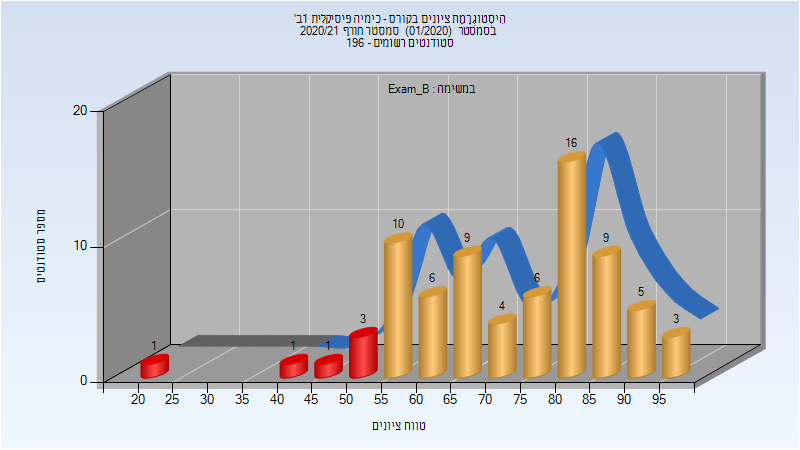 היסטוגרמת ציונים בקורס - כימיה פיסיקלית 1ב'
בסמסטר (01/2020) סמסטר חורף 2020/21
סטודנטים רשומים - 196
במשימה : Exam_B
20
10
0
מספר סטודנטים
1
1
1
3
10
6
9
4
6
16
9
5
3
20 25 30 35 40 45 50 55 60 65 70 75 80 85 90 95
טווח ציונים